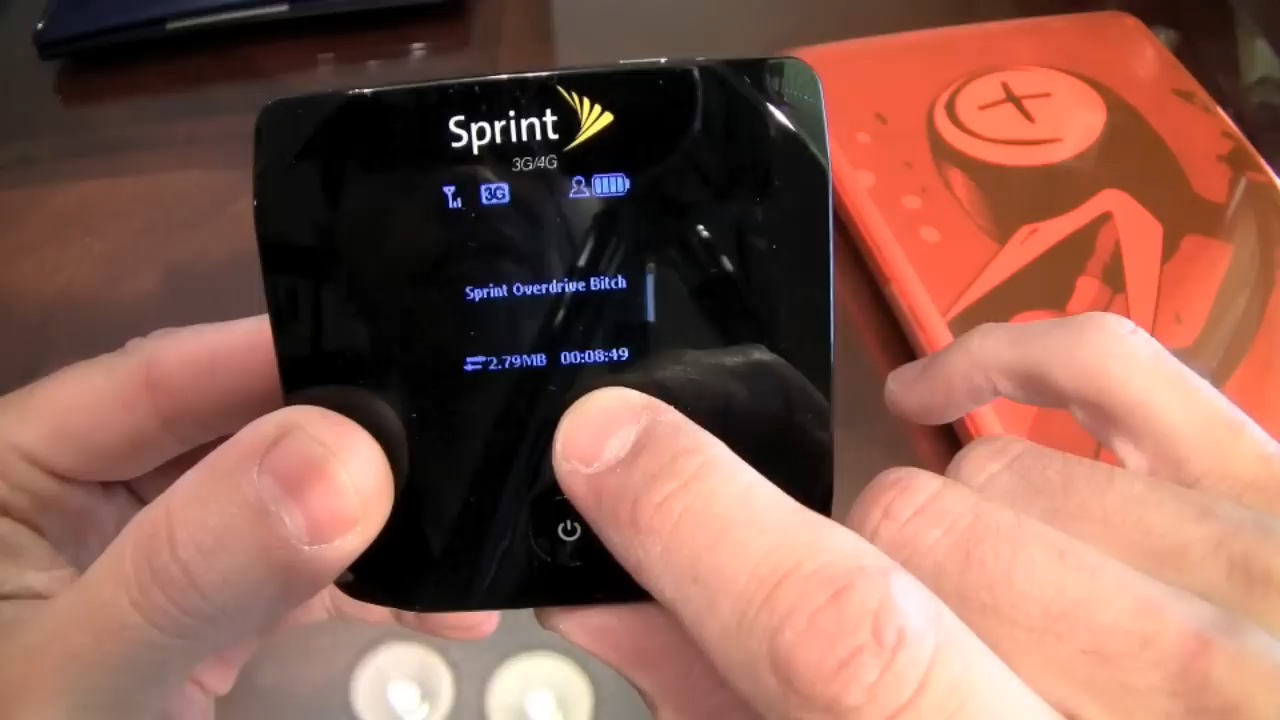 Sprint
3G/4G
3G
Sprint Overdrive Bitch
2.79MB 00:08:49